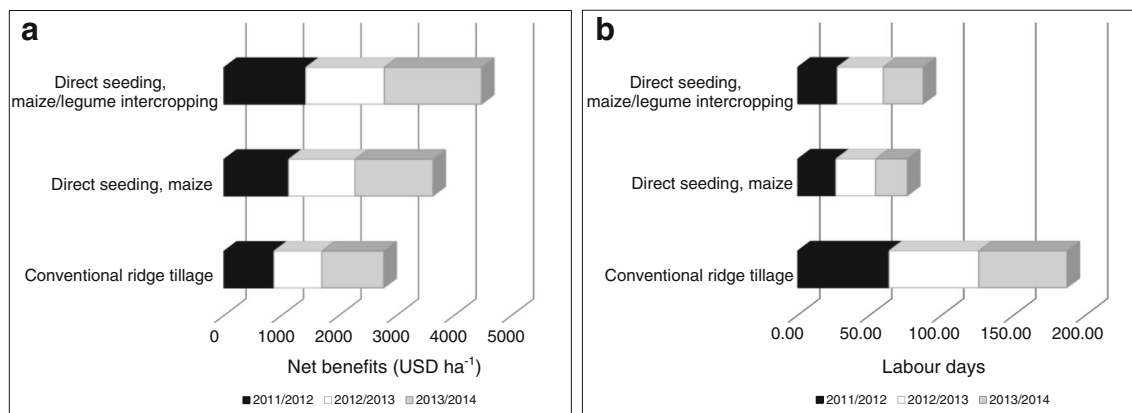 a
Direct seeding,
maize/legume intercropping
Direct seeding, maize
Conventional ridge tillage
0 1000 2000 3000 4000 5000
Net benefits (USD ha⁻¹)
2011/2012 2012/2013 2013/2014
b
Direct seeding,
maize/legume intercropping
Direct seeding, maize
Conventional ridge tillage
0.00 50.00 100.00 150.00 200.00
Labour days
2011/2012 2012/2013 2013/2014